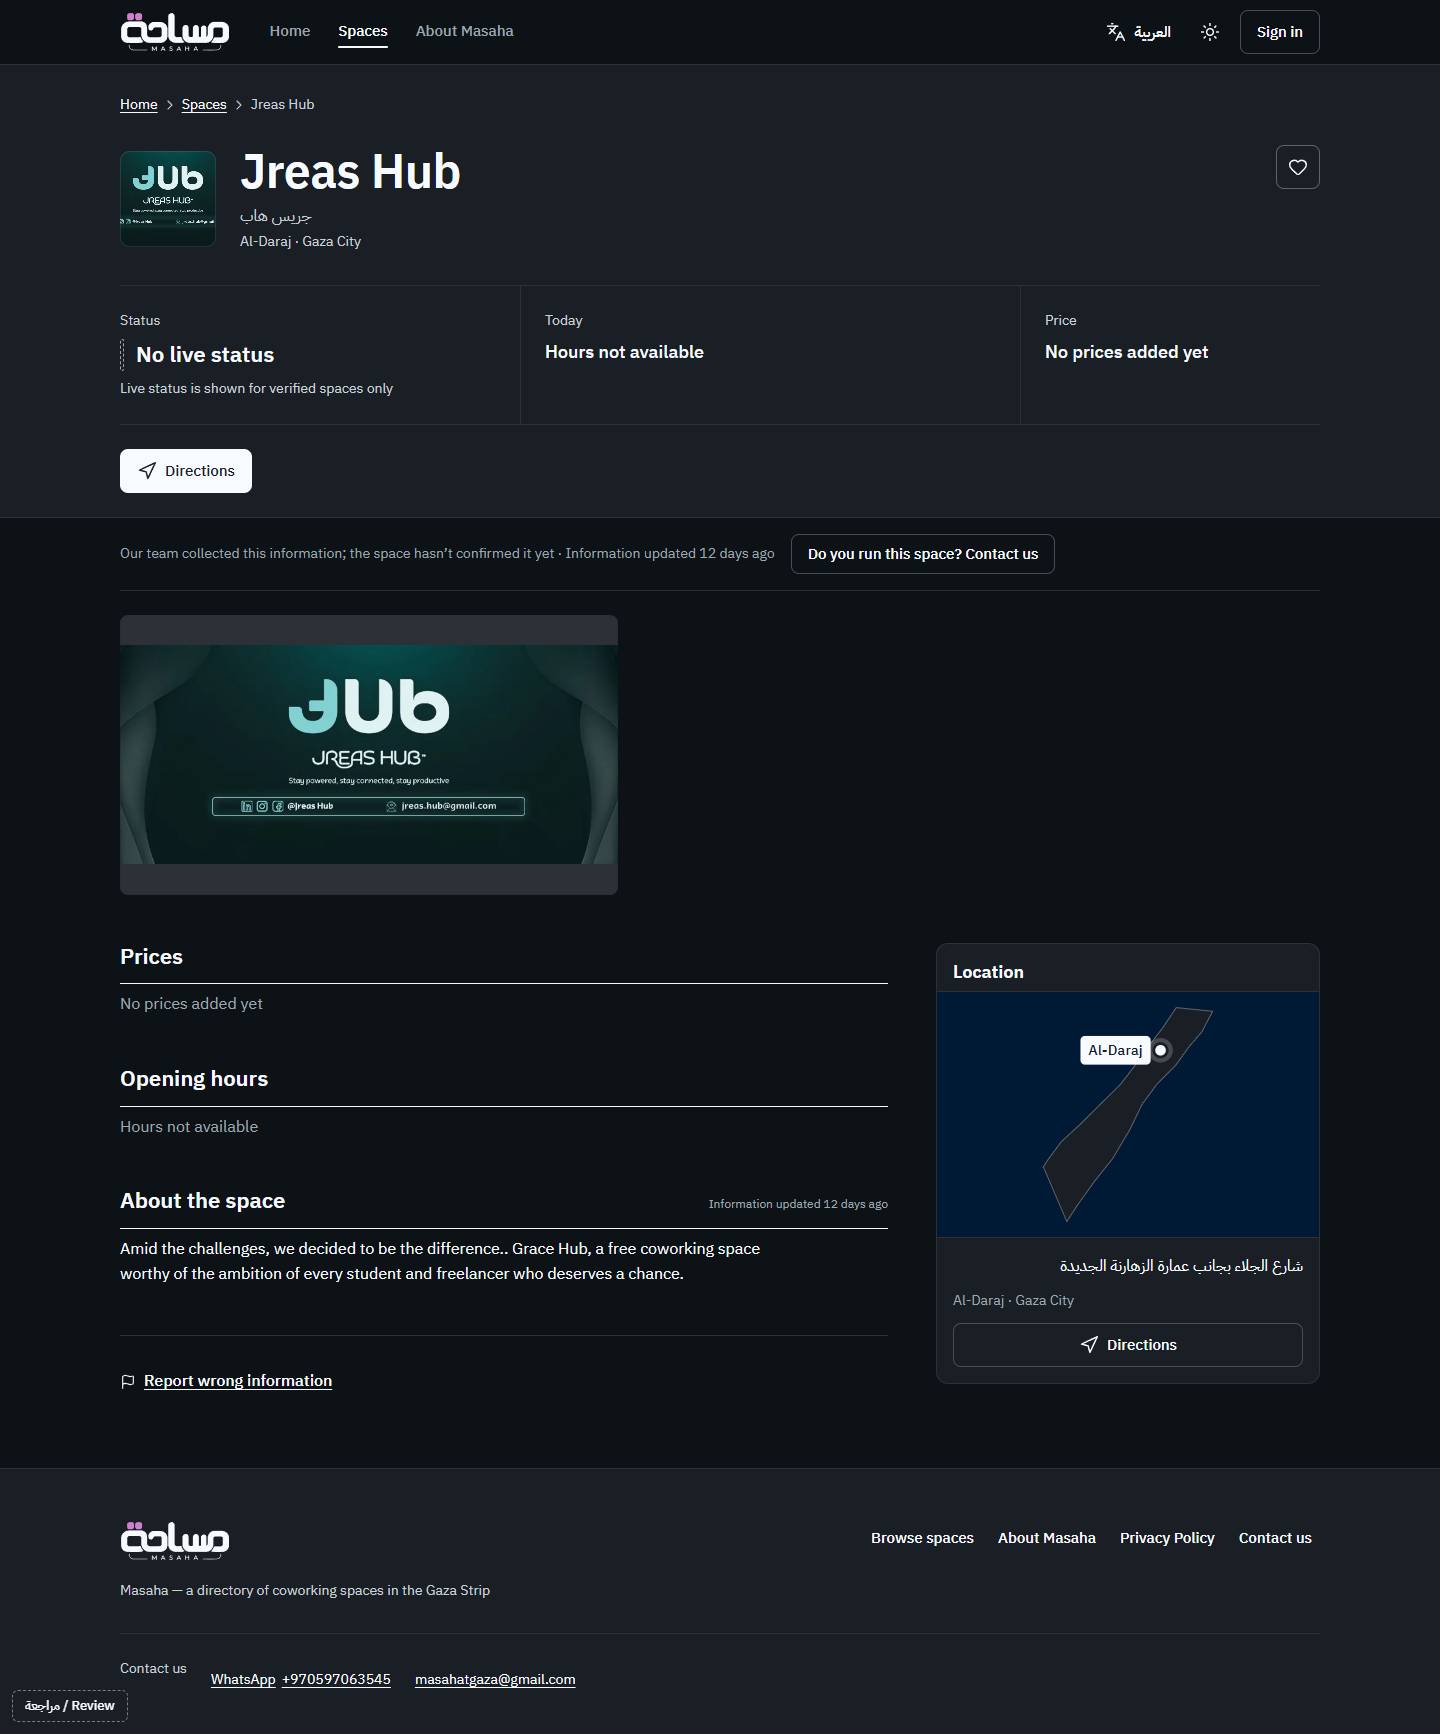 مساحة
MASAHA
Home
Spaces
About Masaha
العربية
Sign in
Home > Spaces > Jreas Hub
JUb
JREAS HUB
Jreas Hub
جريس هاب
Al-Daraj · Gaza City
Status
No live status
Live status is shown for verified spaces only
Today
Hours not available
Price
No prices added yet
Directions
Our team collected this information; the space hasn’t confirmed it yet · Information updated 12 days ago
Do you run this space? Contact us
JUb
JREAS HUB™
Stay powered, stay connected, stay productive
@Jreas Hub
jreas.hub@gmail.com
Prices
No prices added yet
Opening hours
Hours not available
About the space
Information updated 12 days ago
Amid the challenges, we decided to be the difference.. Grace Hub, a free coworking space
worthy of the ambition of every student and freelancer who deserves a chance.
Report wrong information
Location
Al-Daraj
شارع الجلاء بجانب عمارة الزهارنة الجديدة
Al-Daraj · Gaza City
Directions
مساحة
MASAHA
Browse spaces
About Masaha
Privacy Policy
Contact us
Masaha — a directory of coworking spaces in the Gaza Strip
Contact us
WhatsApp +970597063545
masahatgaza@gmail.com
مراجعة / Review